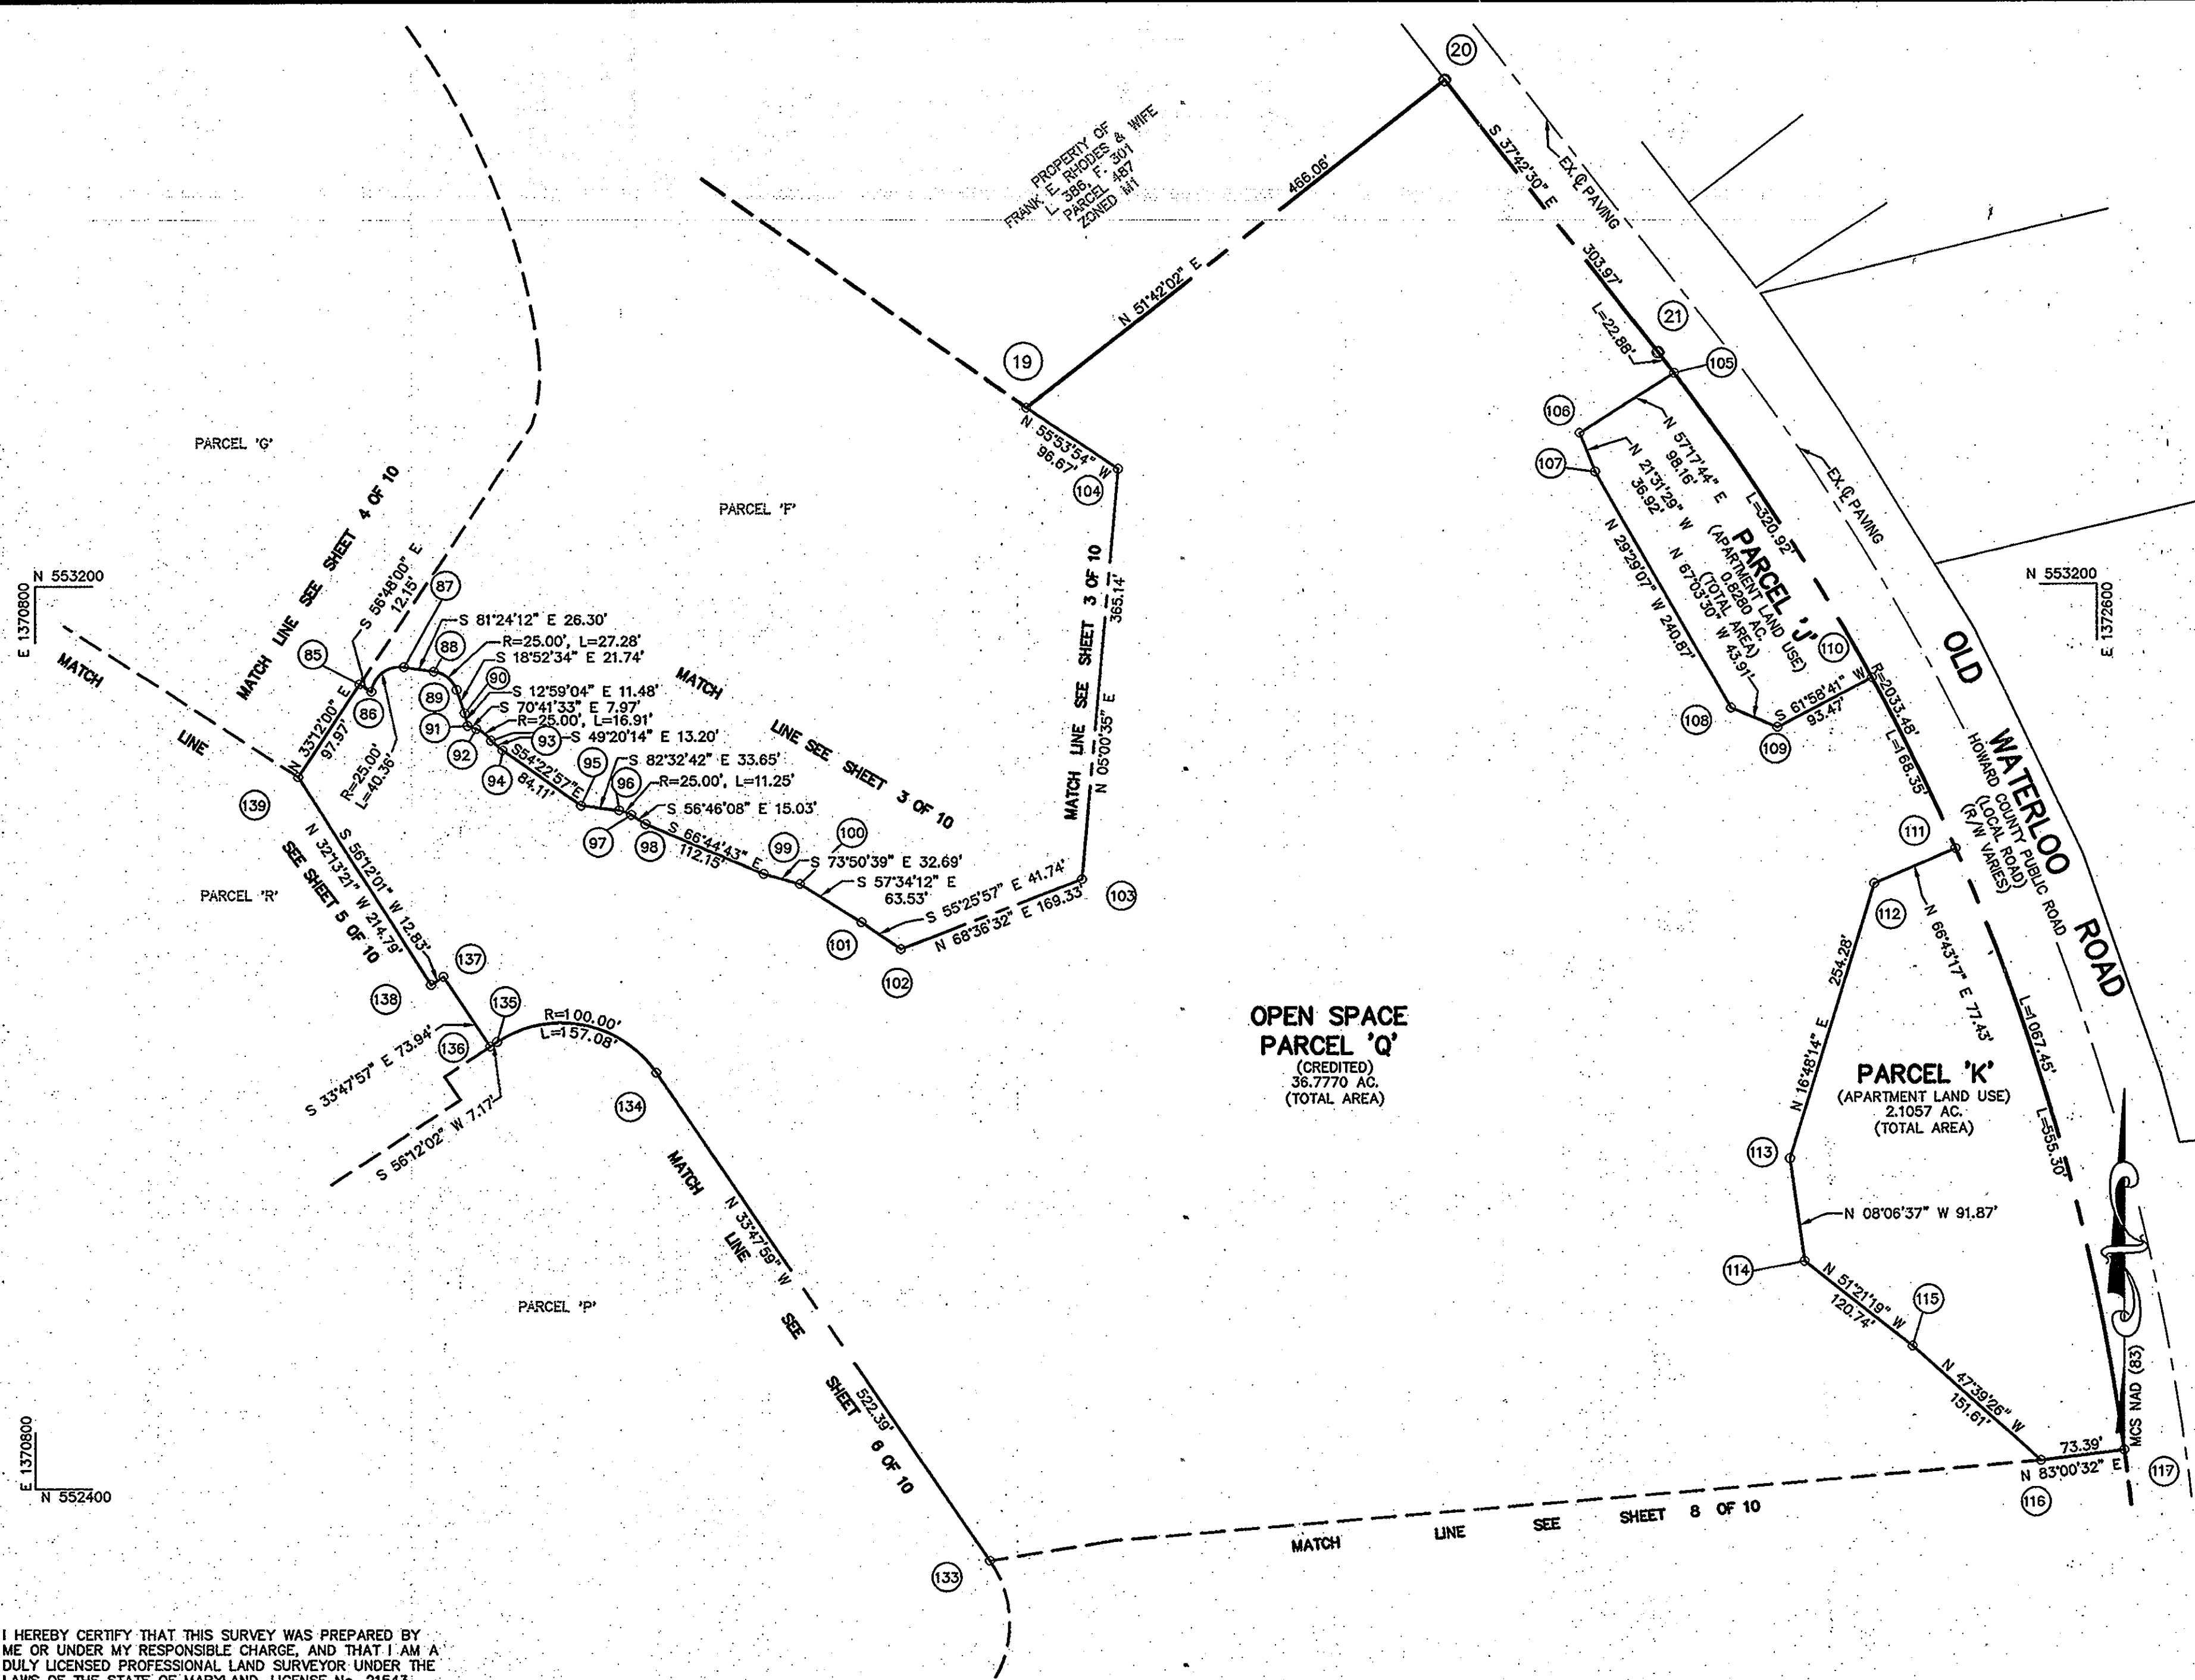 20
PROPERTY OF
FRANK E. RHODES & WIFE
L. 386, F. 301
PARCEL 487
ZONED M1
466.06'
N 51°42'02" E
S 37°42'30" E
303.97'
EX. ℄ PAVING
L=22.88'
21
105
19
N 55°53'54" W
96.67'
104
106
107
N 57°17'44" E
98.16'
N 21°31'29" W
36.92'
N 29°29'07" W 240.87'
PARCEL 'J'
(APARTMENT LAND USE)
0.8280 AC.
(TOTAL AREA)
N 67°03'30" W 43.91'
L=320.92'
EX. ℄ PAVING
108
109
110
S 61°58'41" W
93.47'
R=2033.48'
L=168.35'
PARCEL 'G'
PARCEL 'F'
MATCH LINE SEE SHEET 4 OF 10
N 553200
E 1370800
N 553200
E 1372600
MATCH LINE
S 56°48'00" E
12.15'
87
S 81°24'12" E 26.30'
88
R=25.00', L=27.28'
S 18°52'34" E 21.74'
85
86
89
90
S 12°59'04" E 11.48'
S 70°41'33" E 7.97'
R=25.00', L=16.91'
S 49°20'14" E 13.20'
91
92
93
94
S54°22'57"E
84.11'
95
S 82°32'42" E 33.65'
96
R=25.00', L=11.25'
S 56°46'08" E 15.03'
97
98
S 66°44'43" E
112.15'
99
100
S 73°50'39" E 32.69'
S 57°34'12" E
63.53'
MATCH LINE SEE SHEET 3 OF 10
S 55°25'57" E 41.74'
N 68°36'32" E 169.33'
101
102
103
MATCH LINE SEE SHEET 3 OF 10
365.14'
N 05°00'35" E
N 33°12'00" E
97.97'
R=25.00'
L=40.36'
139
S 56°12'01" W 12.83'
N 32°13'21" W 214.79'
SEE SHEET 5 OF 10
PARCEL 'R'
137
138
135
136
R=100.00'
L=157.08'
S 33°47'57" E 73.94'
S 56°12'02" W 7.17'
134
MATCH LINE SEE SHEET 6 OF 10
N 33°47'59" W
522.39'
PARCEL 'P'
133
OPEN SPACE
PARCEL 'Q'
(CREDITED)
36.7770 AC.
(TOTAL AREA)
OLD WATERLOO ROAD
HOWARD COUNTY PUBLIC ROAD
(LOCAL ROAD)
(R/W VARIES)
111
112
N 66°43'17" E 77.43'
254.28'
N 16°48'14" E
L=1067.45'
L=555.30'
PARCEL 'K'
(APARTMENT LAND USE)
2.1057 AC.
(TOTAL AREA)
113
N 08°06'37" W 91.87'
114
N 51°21'19" W
120.74'
115
N 47°39'26" W
151.61'
73.39'
N 83°00'32" E
116
117
MCS NAD (83)
MATCH LINE SEE SHEET 8 OF 10
E 1370800
N 552400
I HEREBY CERTIFY THAT THIS SURVEY WAS PREPARED BY
ME OR UNDER MY RESPONSIBLE CHARGE, AND THAT I AM A
DULY LICENSED PROFESSIONAL LAND SURVEYOR UNDER THE
LAWS OF THE STATE OF MARYLAND, LICENSE No. 21543